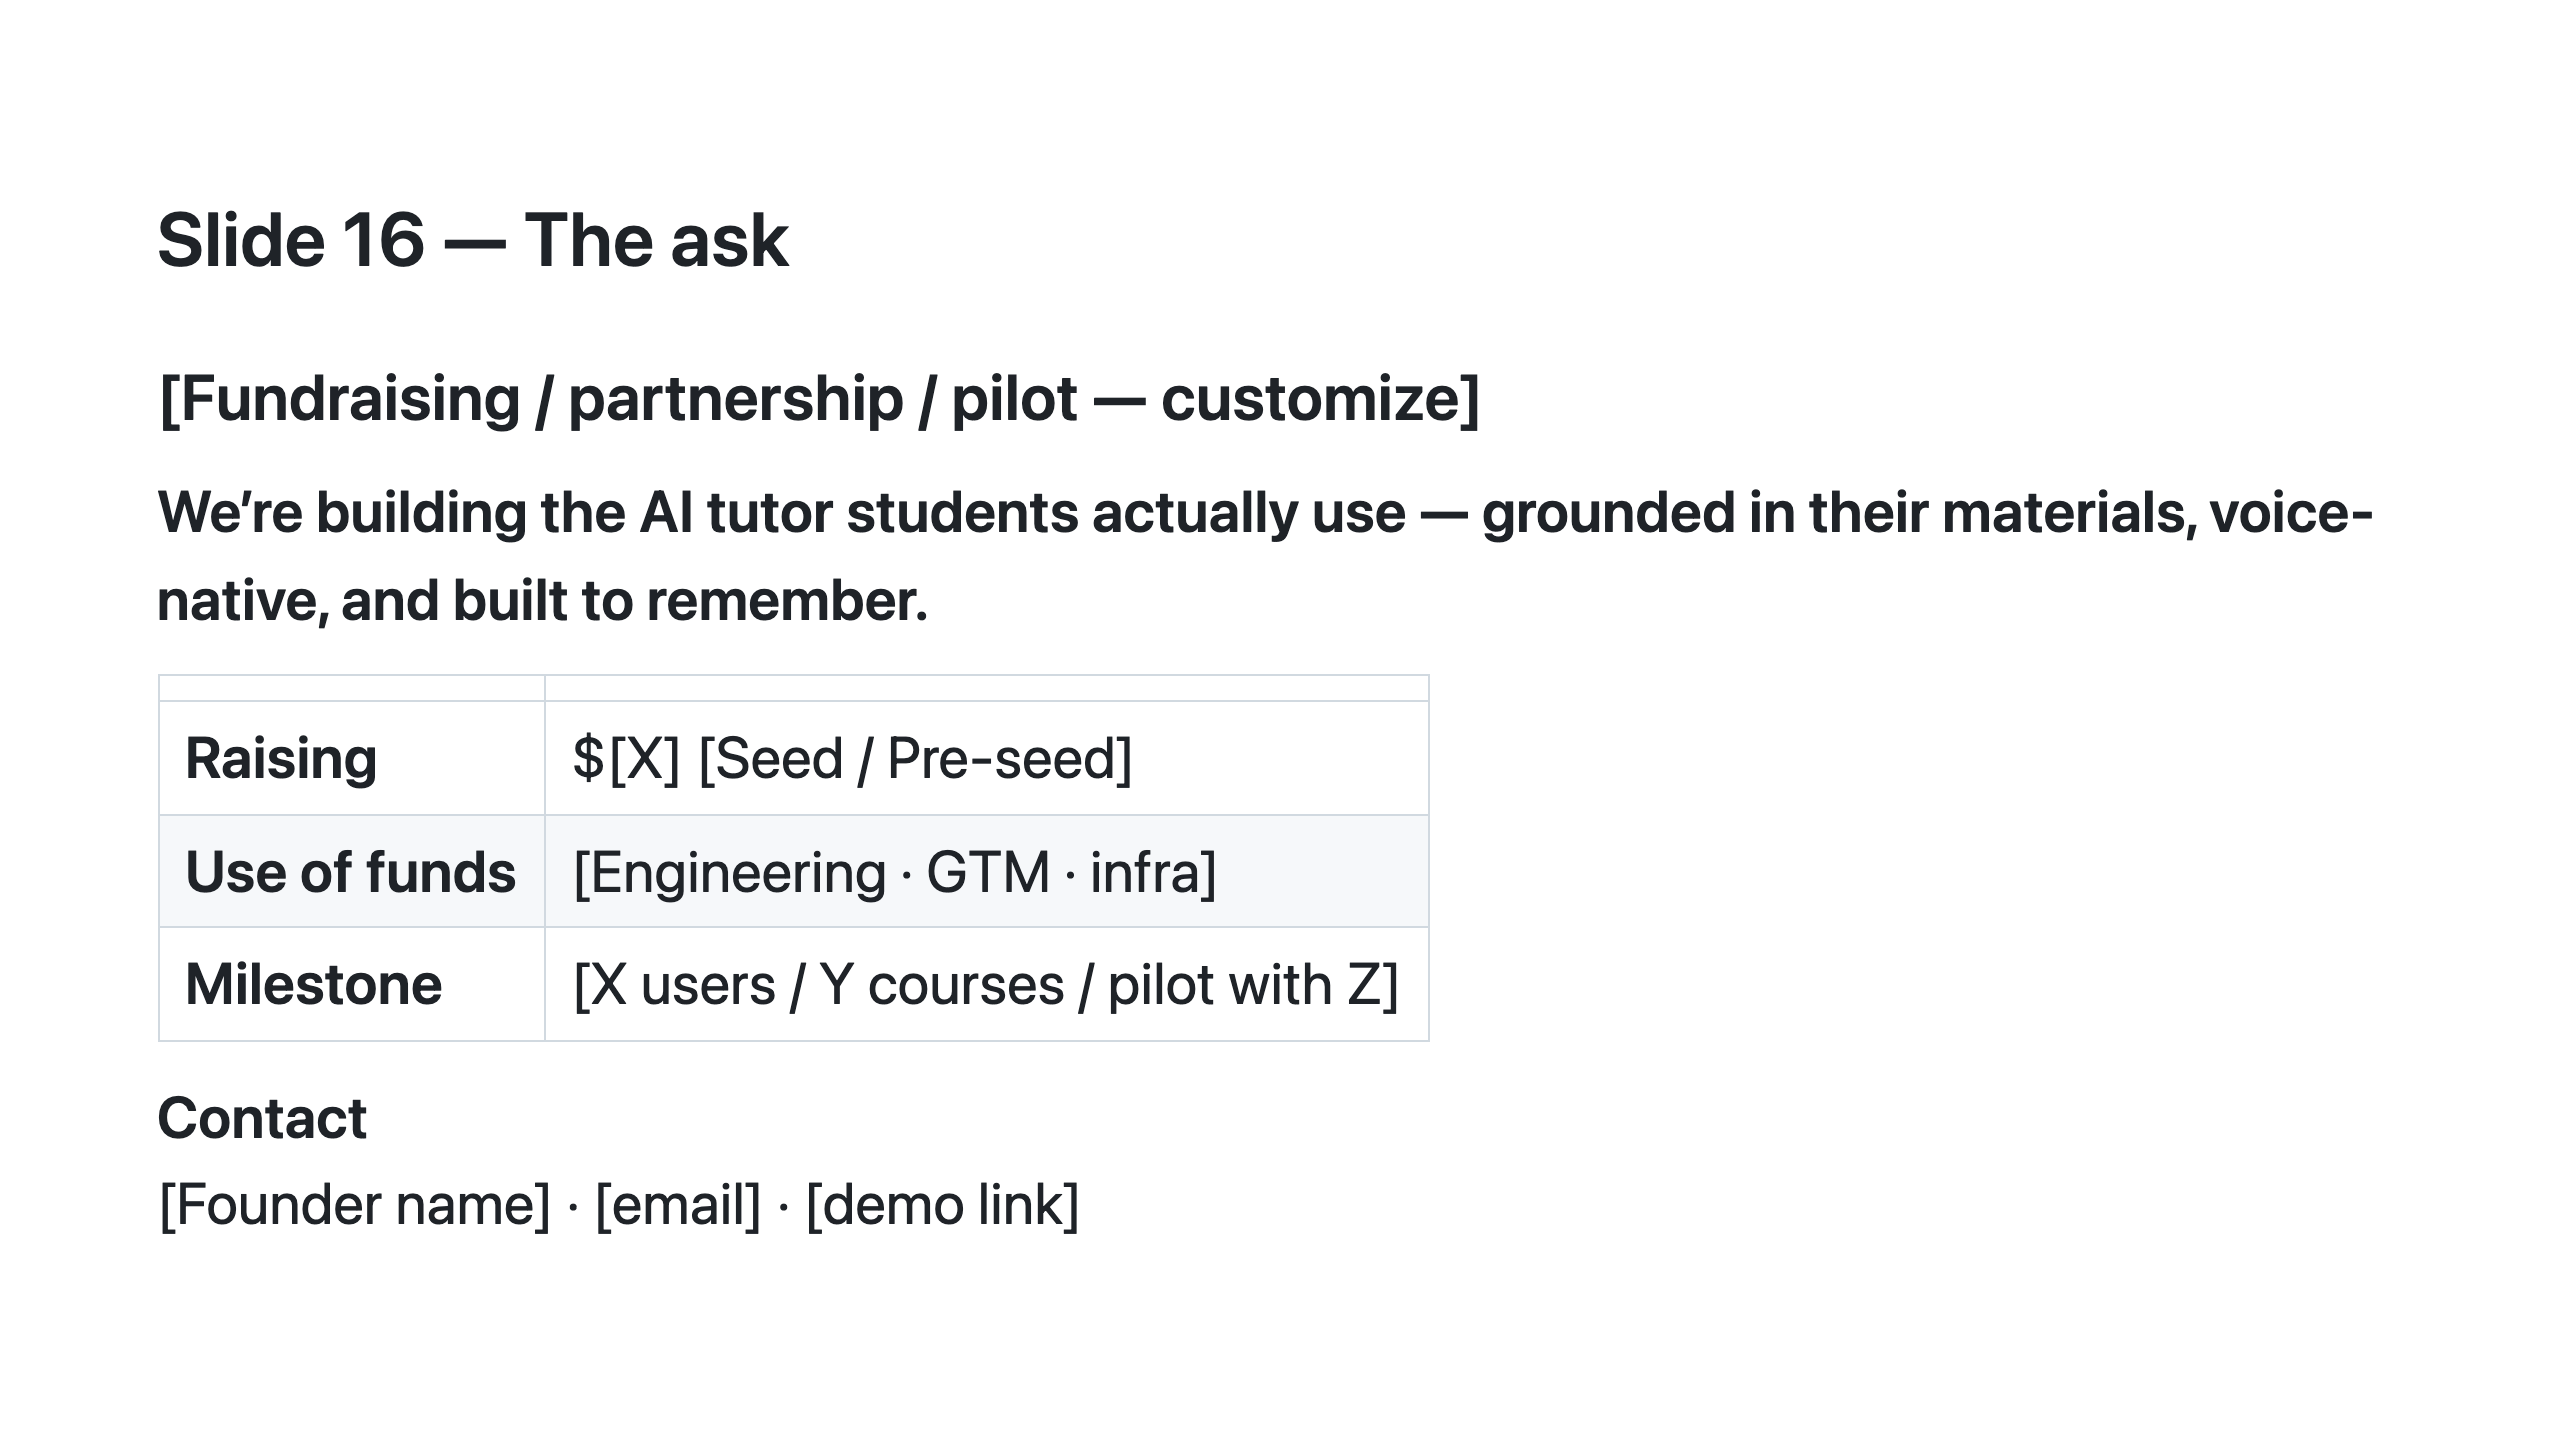 Slide 16 — The ask
[Fundraising / partnership / pilot — customize]
We’re building the AI tutor students actually use — grounded in their materials, voice-
native, and built to remember.
Raising $[X] [Seed / Pre-seed]
Use of funds [Engineering · GTM · infra]
Milestone [X users / Y courses / pilot with Z]
Contact
[Founder name] · [email] · [demo link]